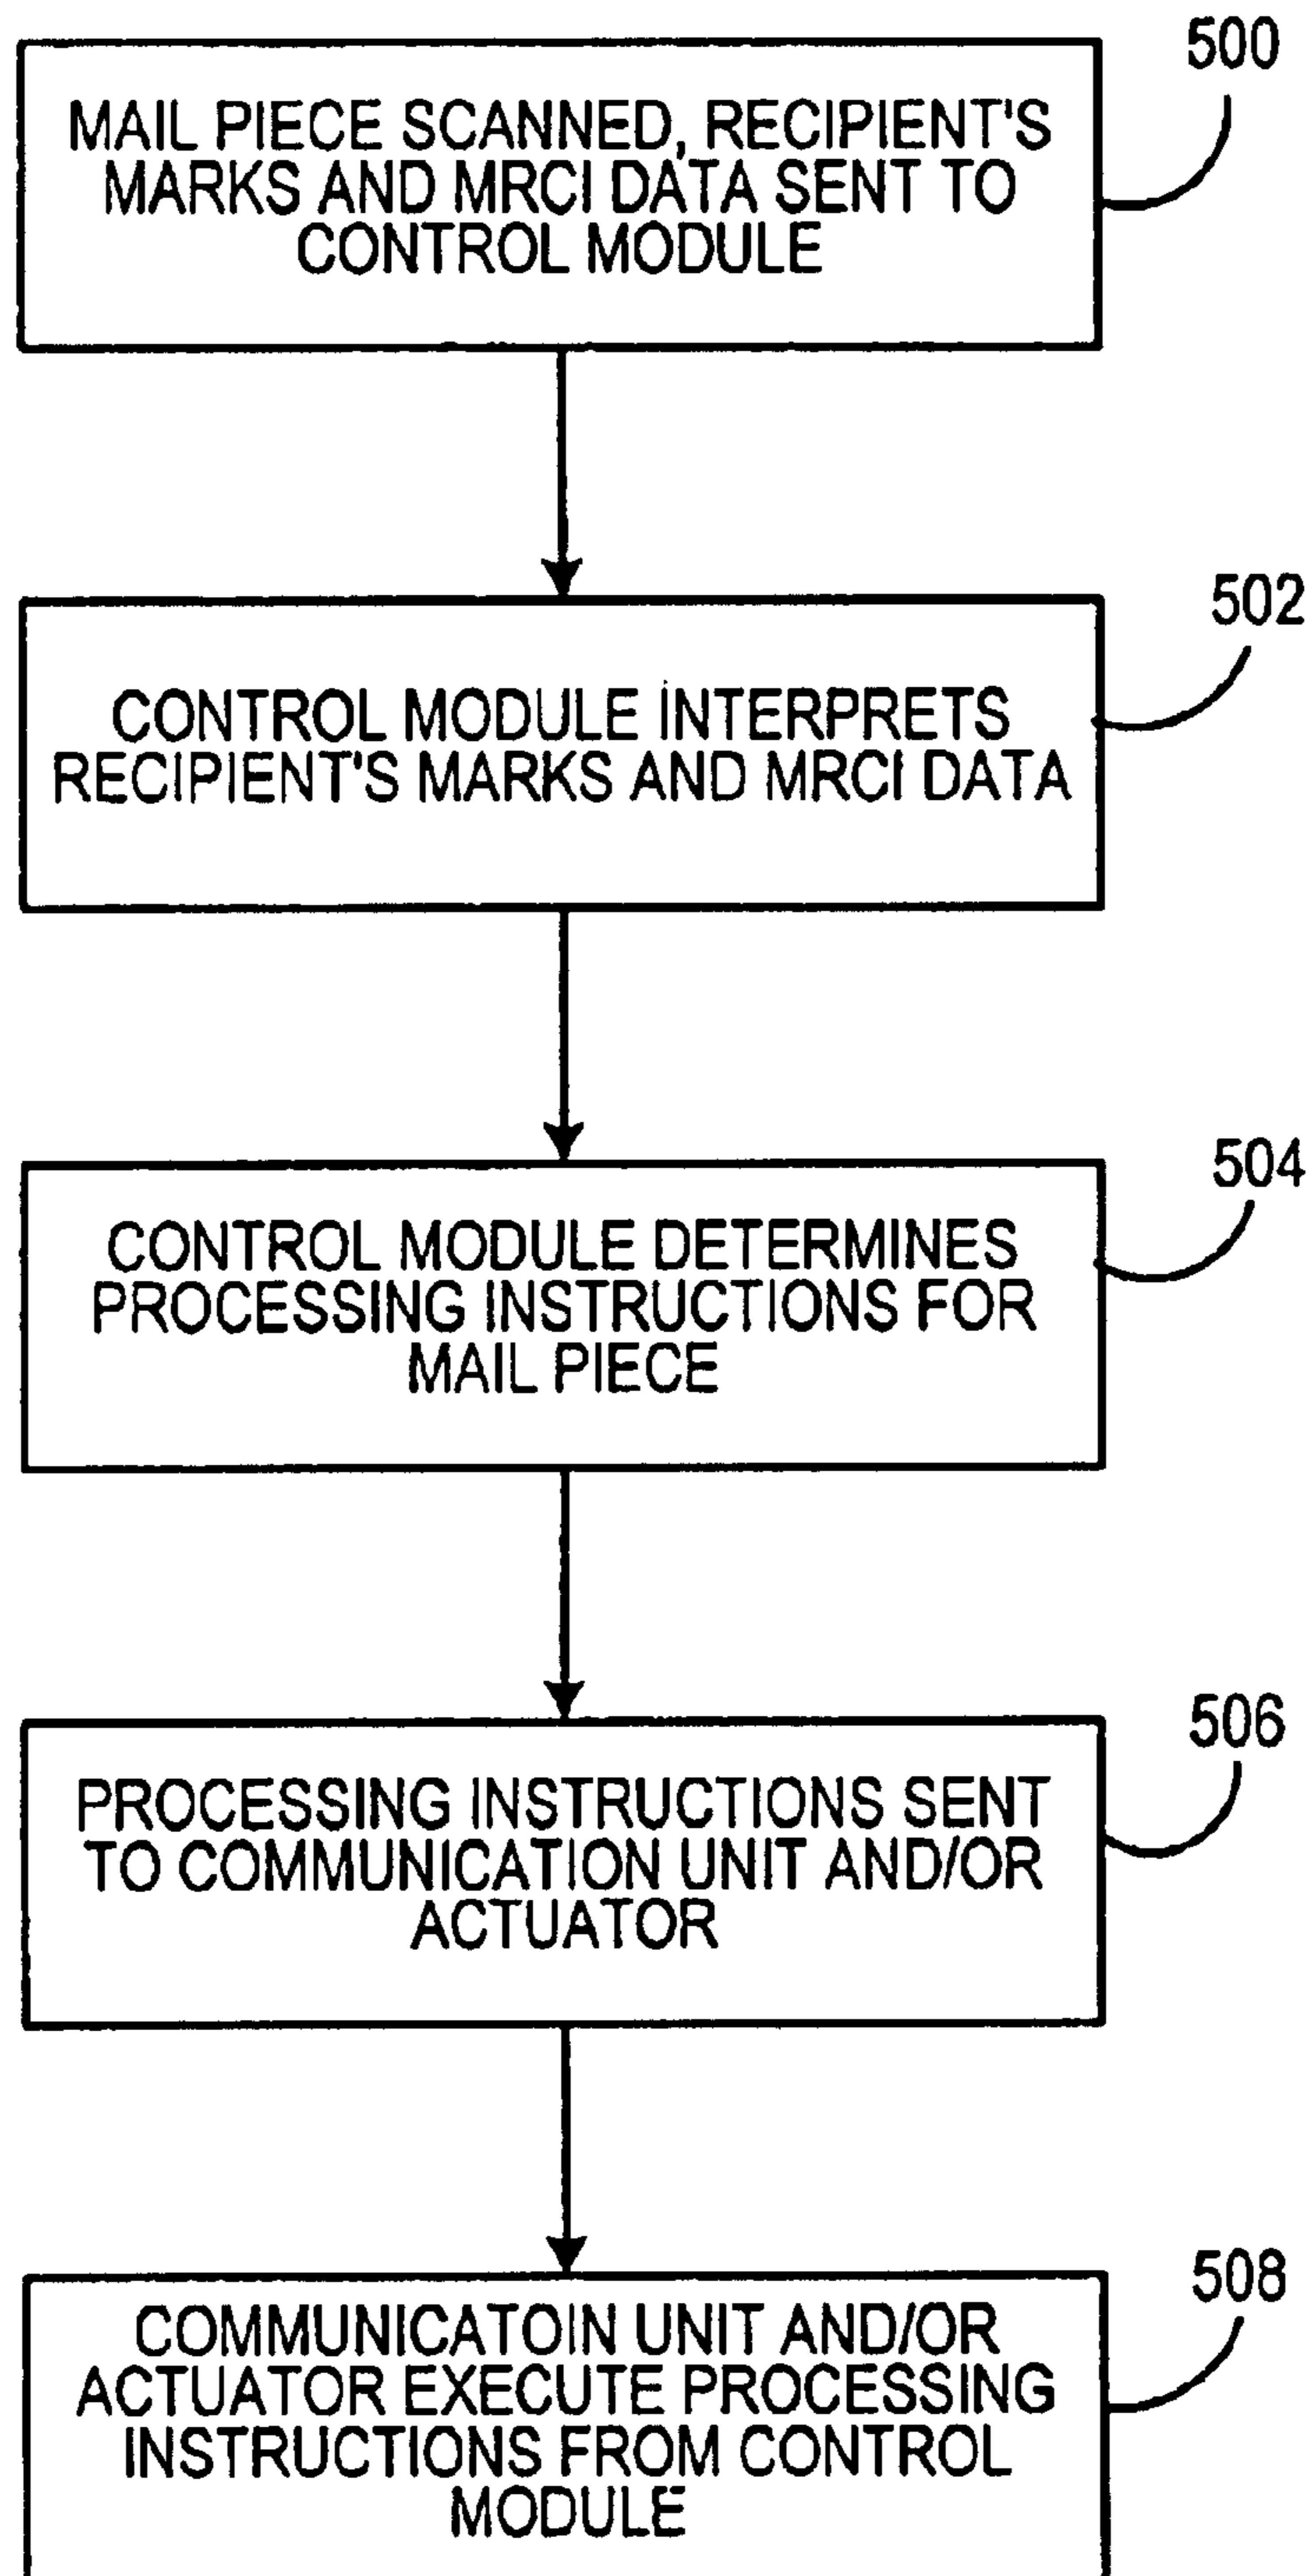 500
MAIL PIECE SCANNED, RECIPIENT'S
MARKS AND MRCI DATA SENT TO
CONTROL MODULE
502
CONTROL MODULE INTERPRETS
RECIPIENT'S MARKS AND MRCI DATA
504
CONTROL MODULE DETERMINES
PROCESSING INSTRUCTIONS FOR
MAIL PIECE
506
PROCESSING INSTRUCTIONS SENT
TO COMMUNICATION UNIT AND/OR
ACTUATOR
508
COMMUNICATOIN UNIT AND/OR
ACTUATOR EXECUTE PROCESSING
INSTRUCTIONS FROM CONTROL
MODULE